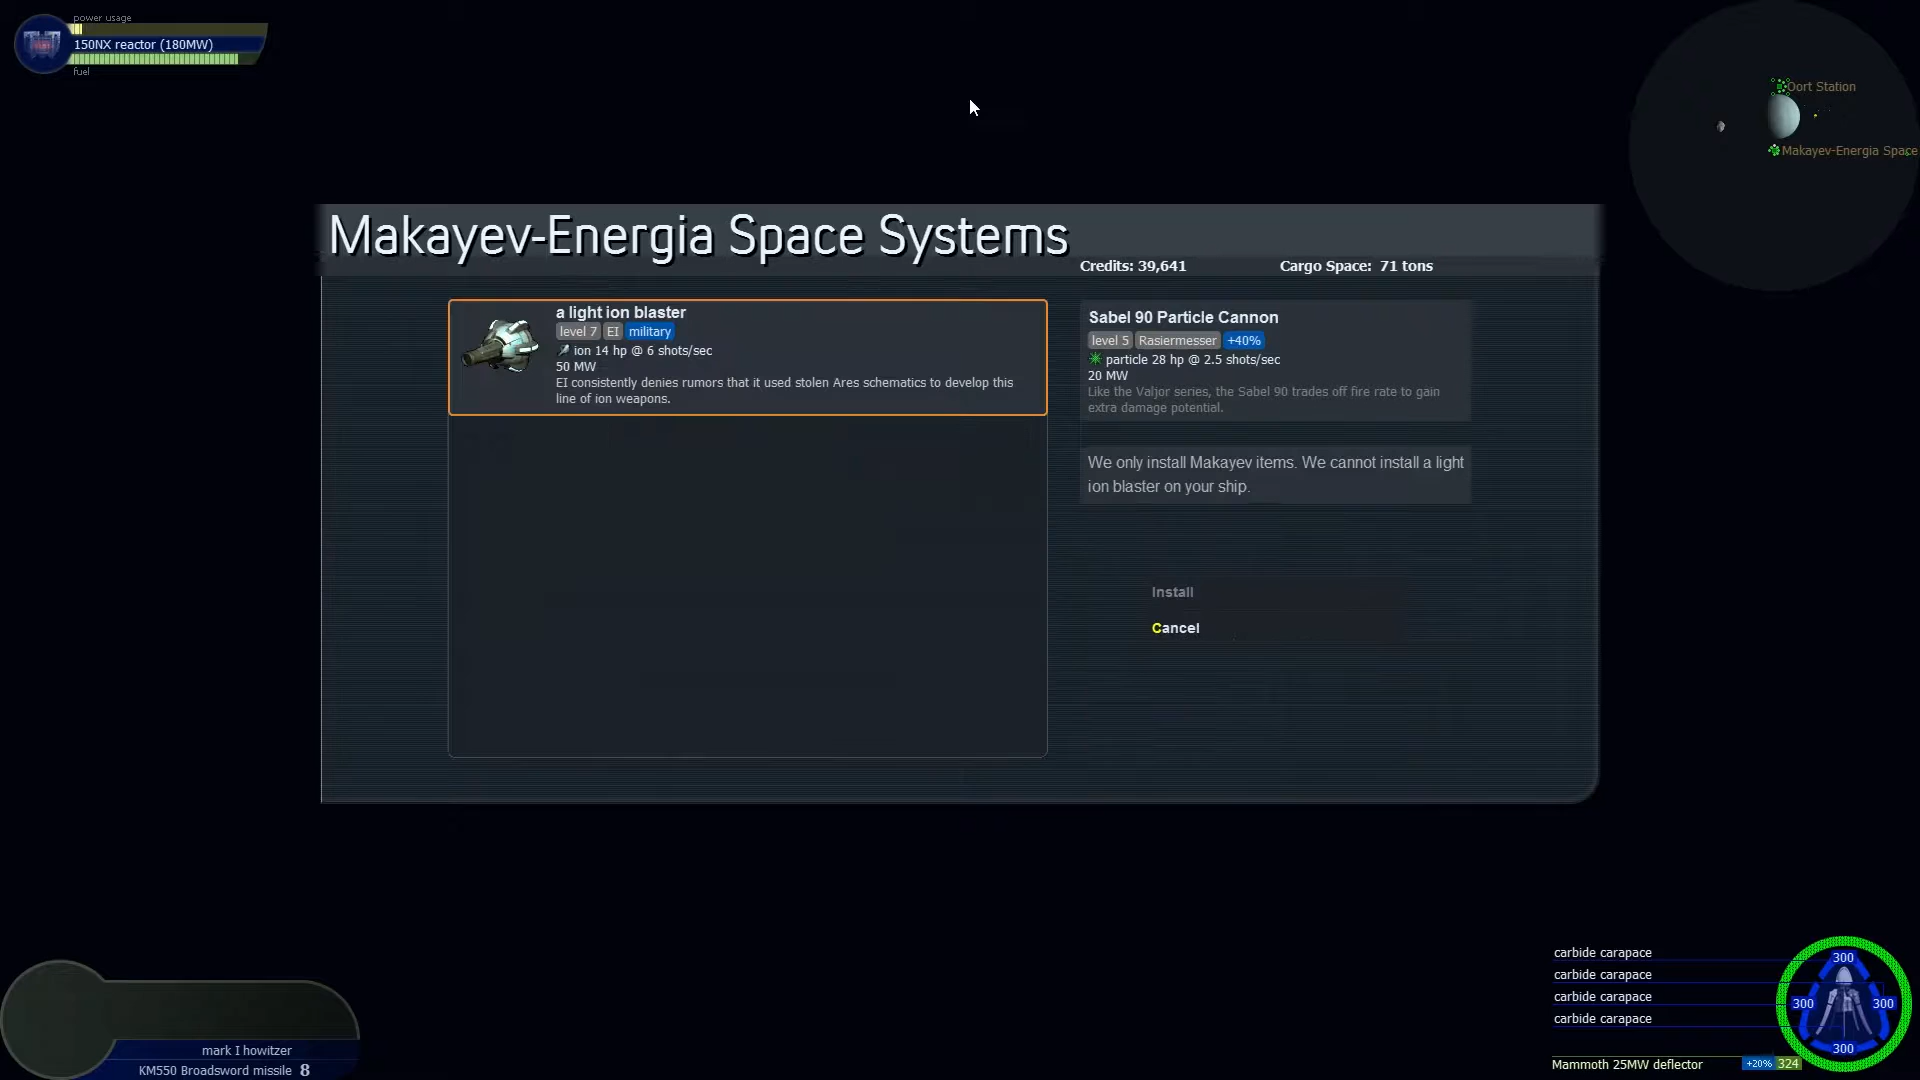 power usage
150NX reactor (180MW)
fuel
Oort Station
Makayev-Energia Space
Makayev-Energia Space Systems
Credits: 39,641
Cargo Space: 71 tons
a light ion blaster
level 7 EI military
ion 14 hp @ 6 shots/sec
50 MW
EI consistently denies rumors that it used stolen Ares schematics to develop this
line of ion weapons.
Sabel 90 Particle Cannon
level 5 Rasiermesser +40%
particle 28 hp @ 2.5 shots/sec
20 MW
Like the Valjor series, the Sabel 90 trades off fire rate to gain
extra damage potential.
We only install Makayev items. We cannot install a light
ion blaster on your ship.
Install
Cancel
mark I howitzer
KM550 Broadsword missile 8
carbide carapace
carbide carapace
carbide carapace
carbide carapace
300
300
300
300
Mammoth 25MW deflector +20% 324